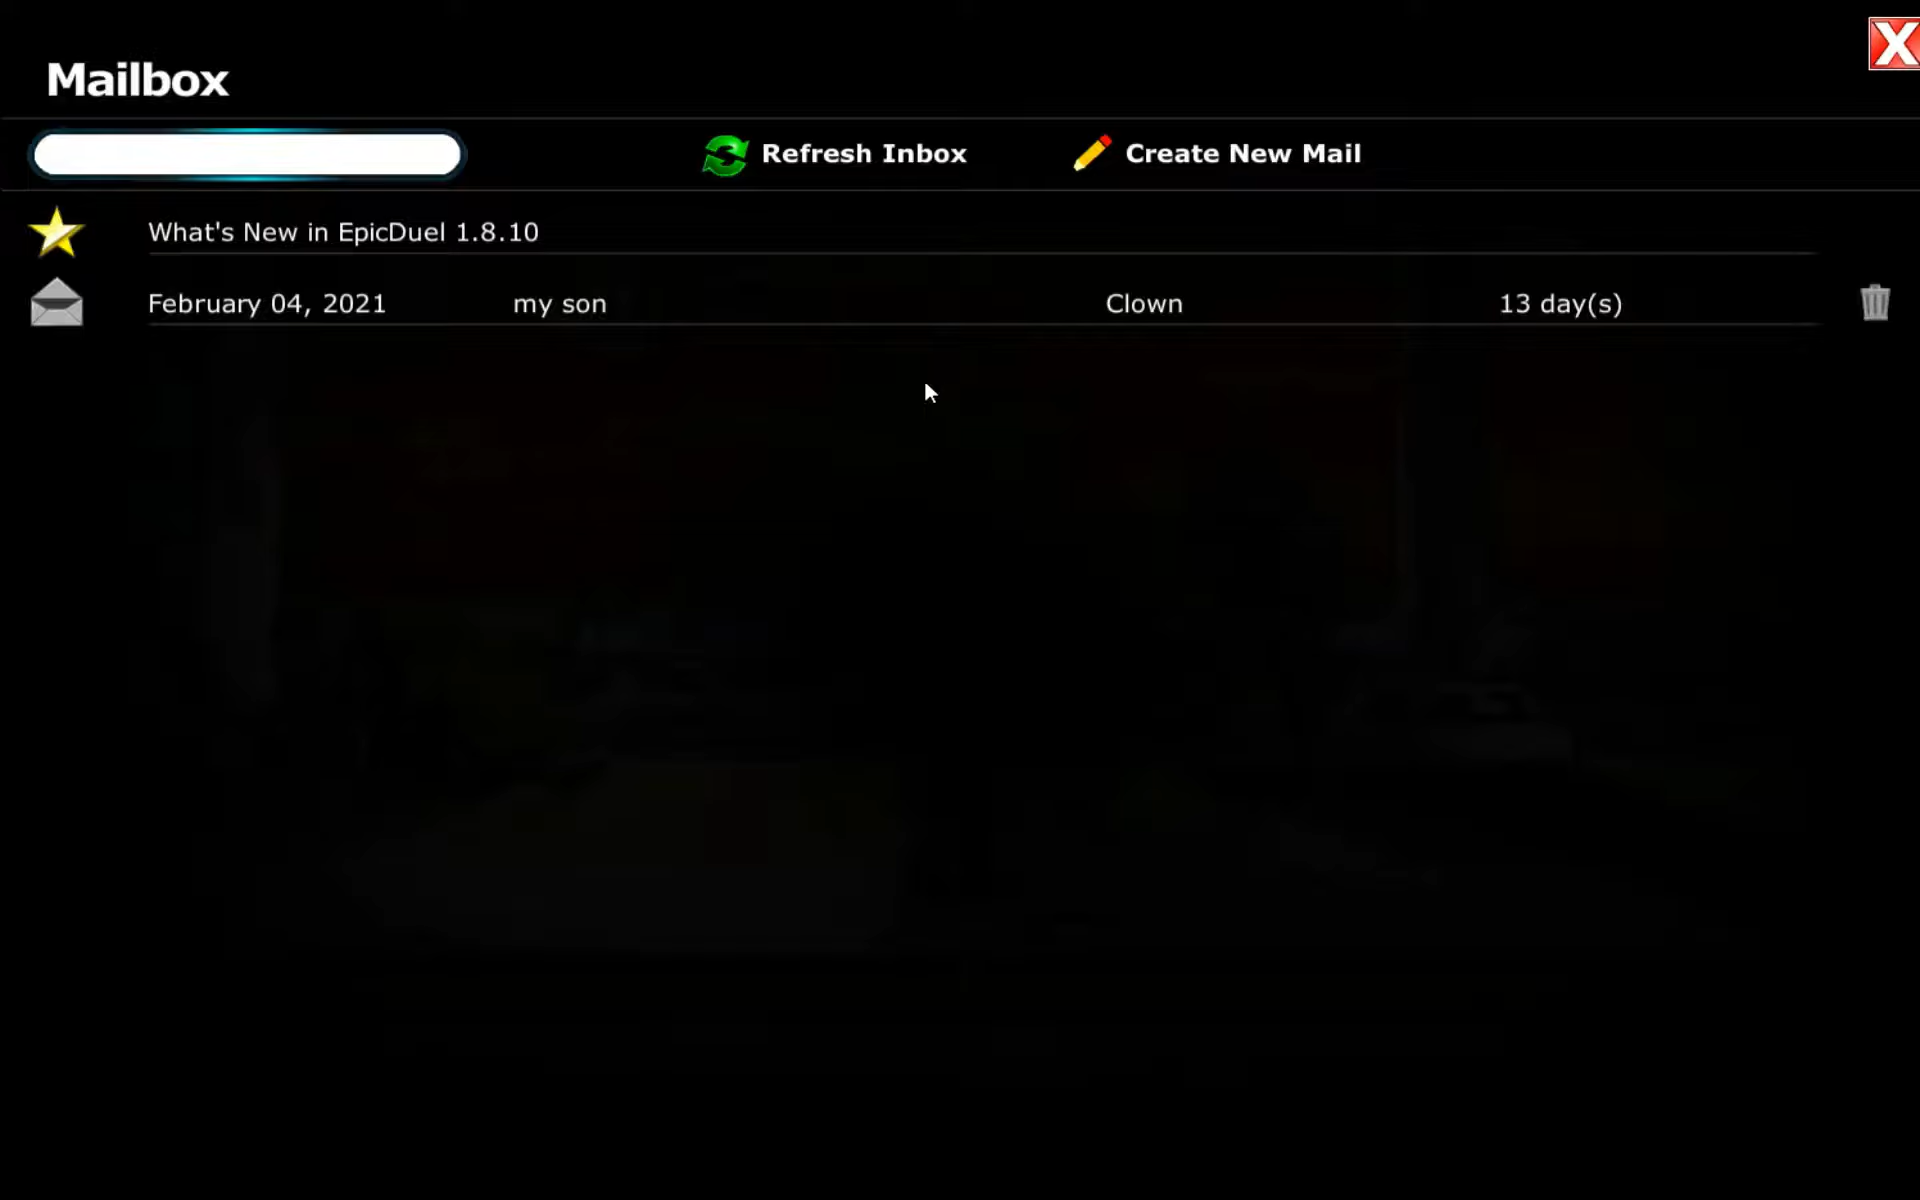 Mailbox
Refresh Inbox Create New Mail
What's New in EpicDuel 1.8.10
February 04, 2021 my son Clown 13 day(s)